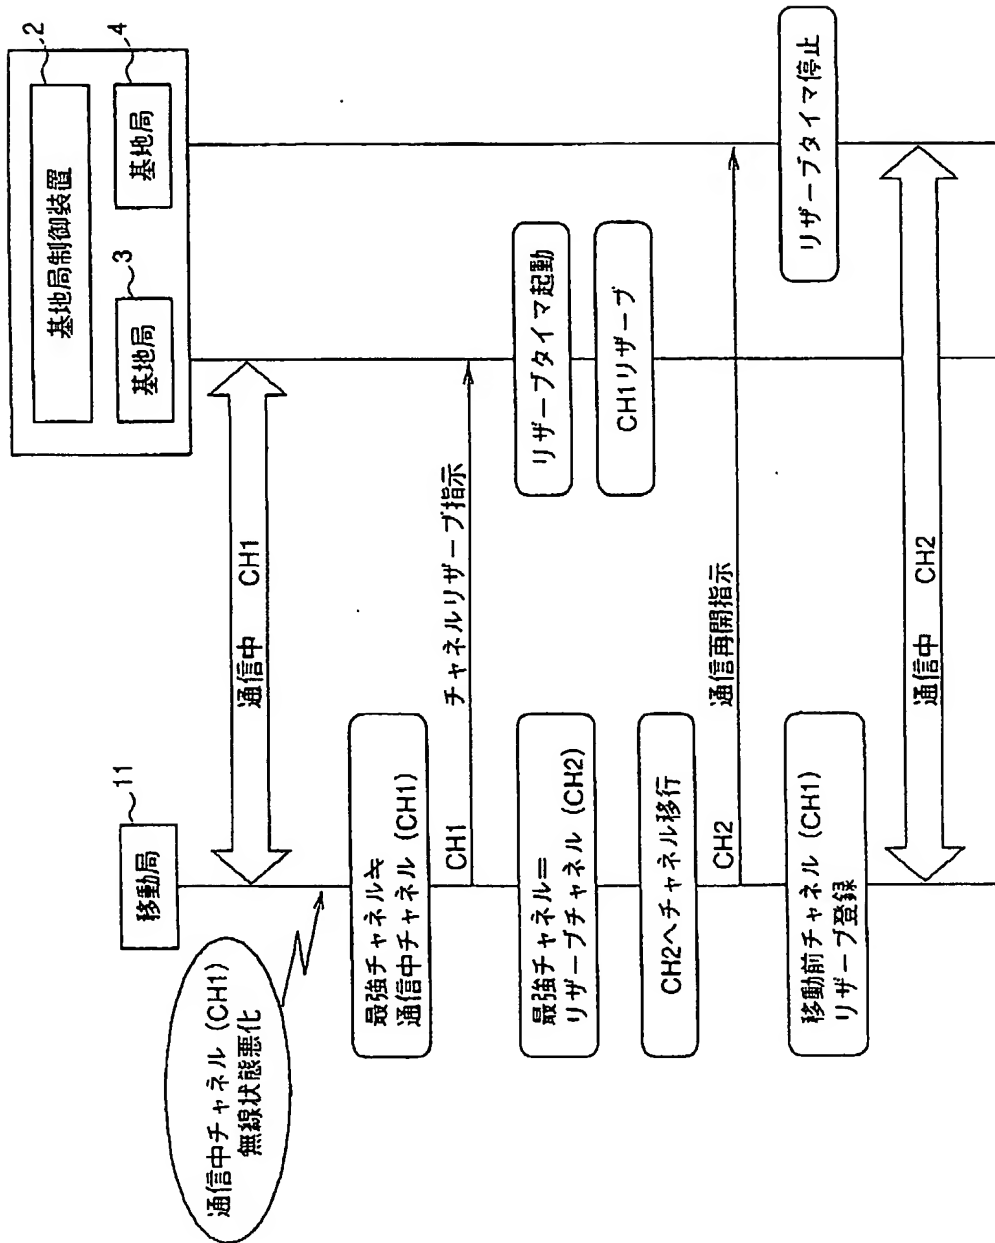 移動局
11
基地局制御装置
2
基地局
3
基地局
4
通信中 CH1
通信中チャネル (CH1)
無線状態悪化
最強チャネル≒
通信中チャネル (CH1)
CH1
チャネルリザーブ指示
最強チャネル=
リザーブチャネル (CH2)
リザーブタイマ起動
CH1リザーブ
CH2へチャネル移行
CH2
通信再開指示
移動前チャネル (CH1)
リザーブ登録
リザーブタイマ停止
通信中 CH2